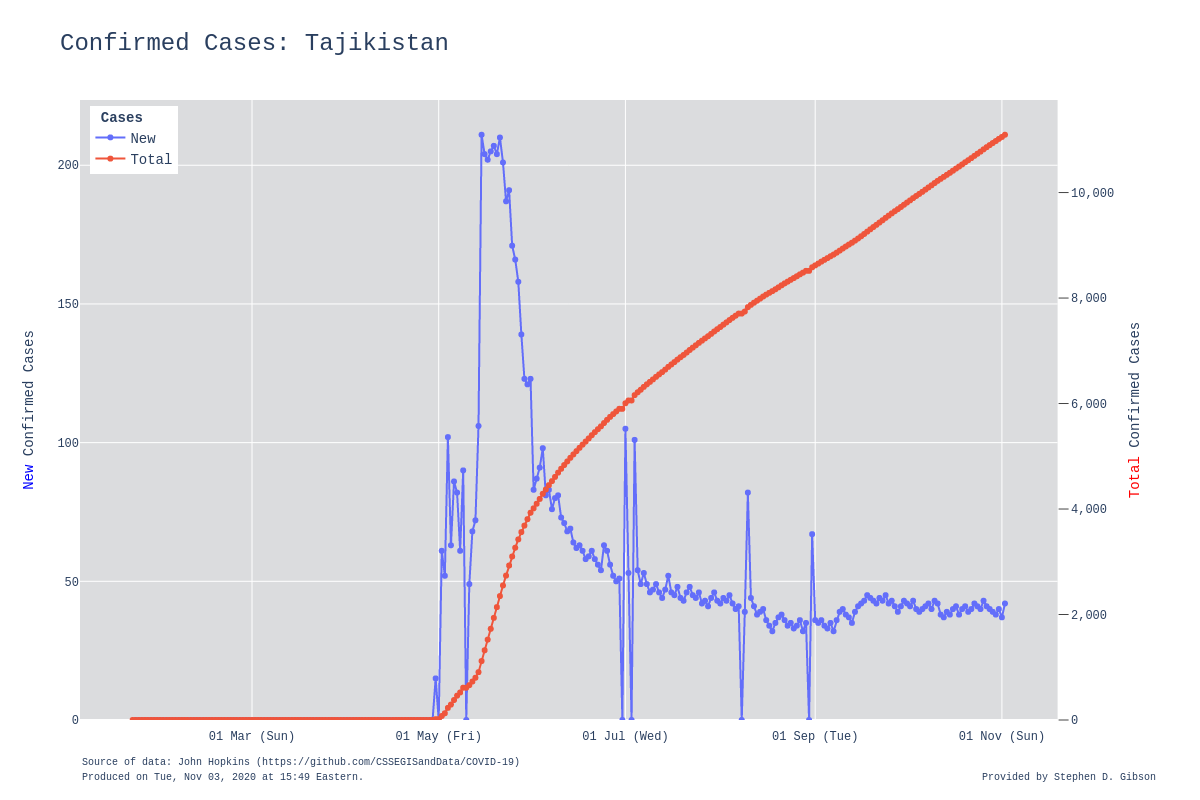 Confirmed Cases: Tajikistan
Cases
New
Total
200
150
100
50
0
10,000
8,000
6,000
4,000
2,000
0
New Confirmed Cases
Total Confirmed Cases
01 Mar (Sun)
01 May (Fri)
01 Jul (Wed)
01 Sep (Tue)
01 Nov (Sun)
Source of data: John Hopkins (https://github.com/CSSEGISandData/COVID-19)
Produced on Tue, Nov 03, 2020 at 15:49 Eastern.
Provided by Stephen D. Gibson